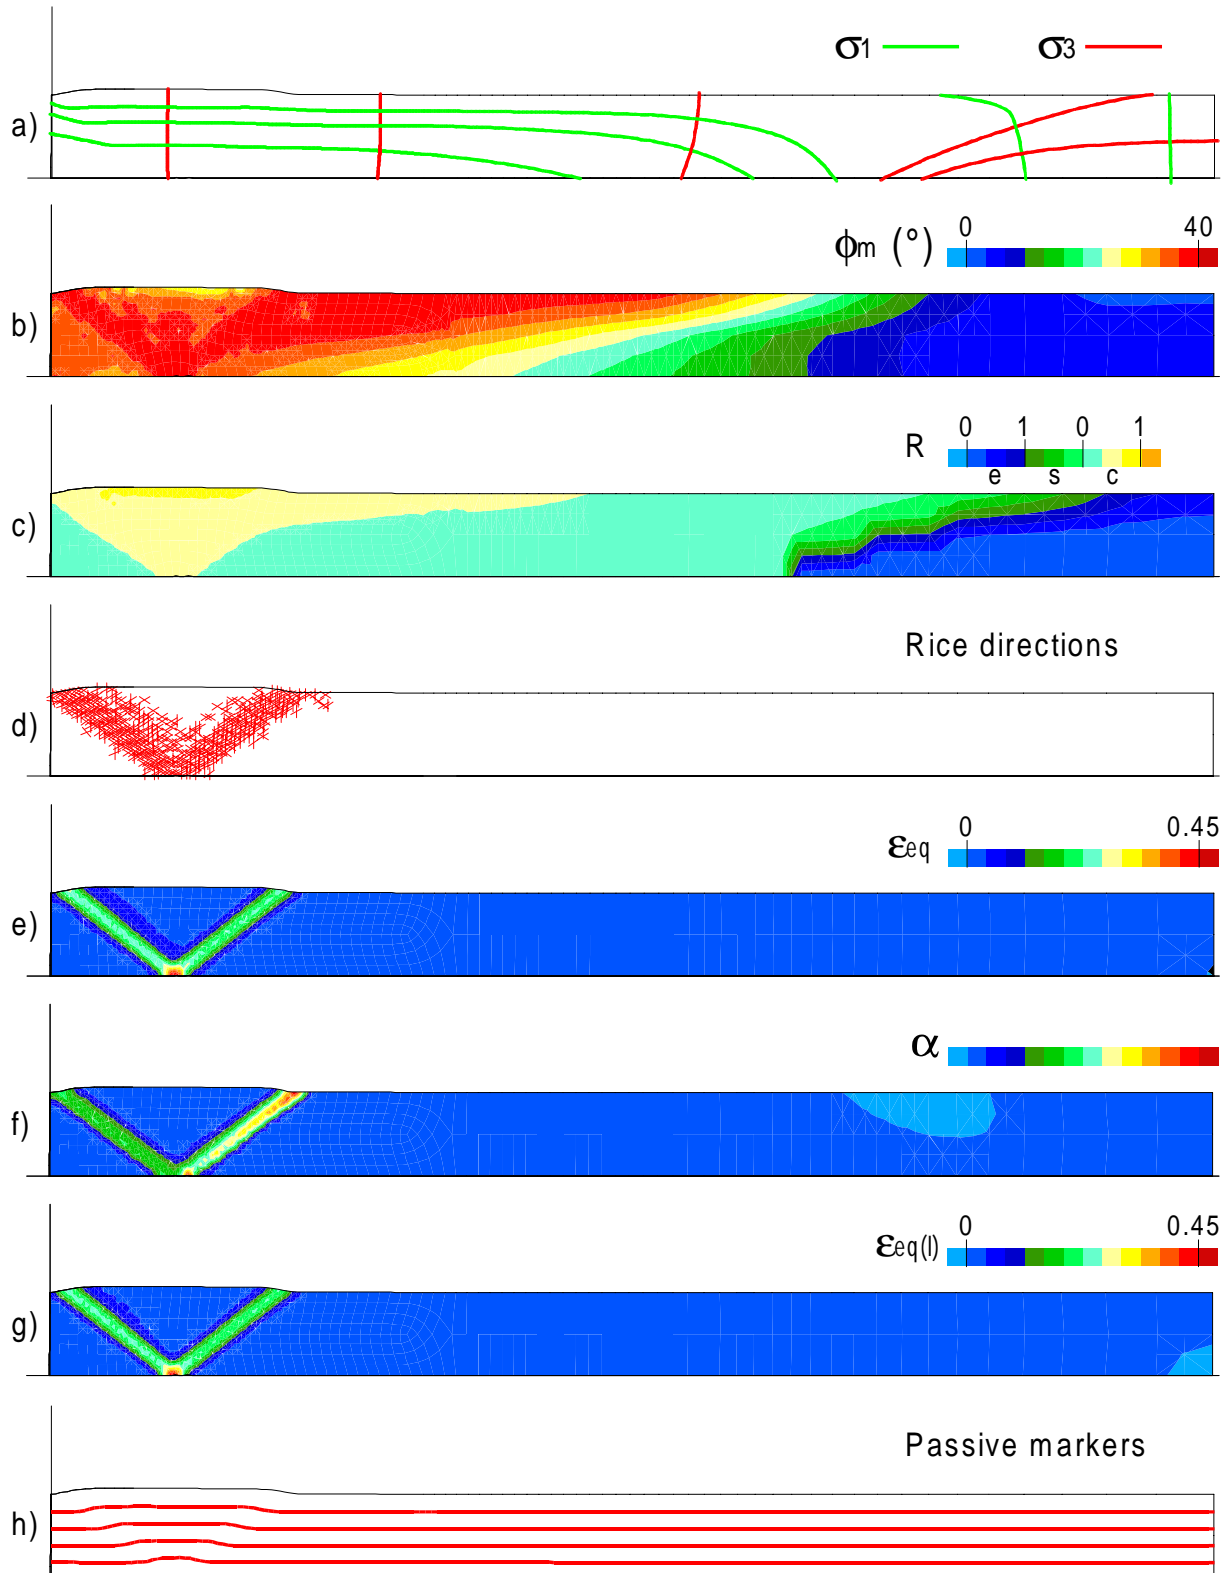 σ1 σ3
a)
ϕm (°) 0 40
b)
R 0 1 0 1
e s c
c)
Rice directions
d)
εeq 0 0.45
e)
α
f)
εeq(l) 0 0.45
g)
Passive markers
h)